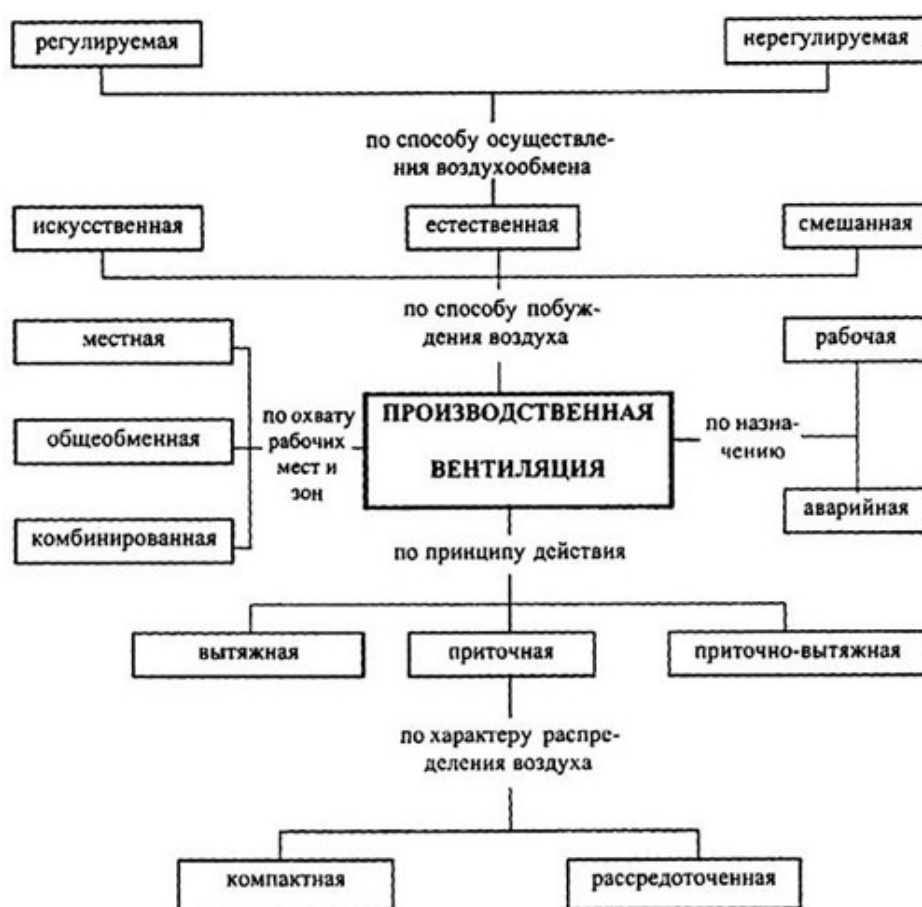 регулируемая
нерегулируемая
по способу осуществле-
ния воздухообмена
искусственная
естественная
смешанная
по способу побуж-
дения воздуха
местная
рабочая
ПРОИЗВОДСТВЕННАЯ
ВЕНТИЛЯЦИЯ
общеобменная
по охвату
рабочих
мест и
зон
по назна-
чению
комбинированная
аварийная
по принципу действия
вытяжная
приточная
приточно-вытяжная
по характеру распре-
деления воздуха
компактная
рассредоточенная